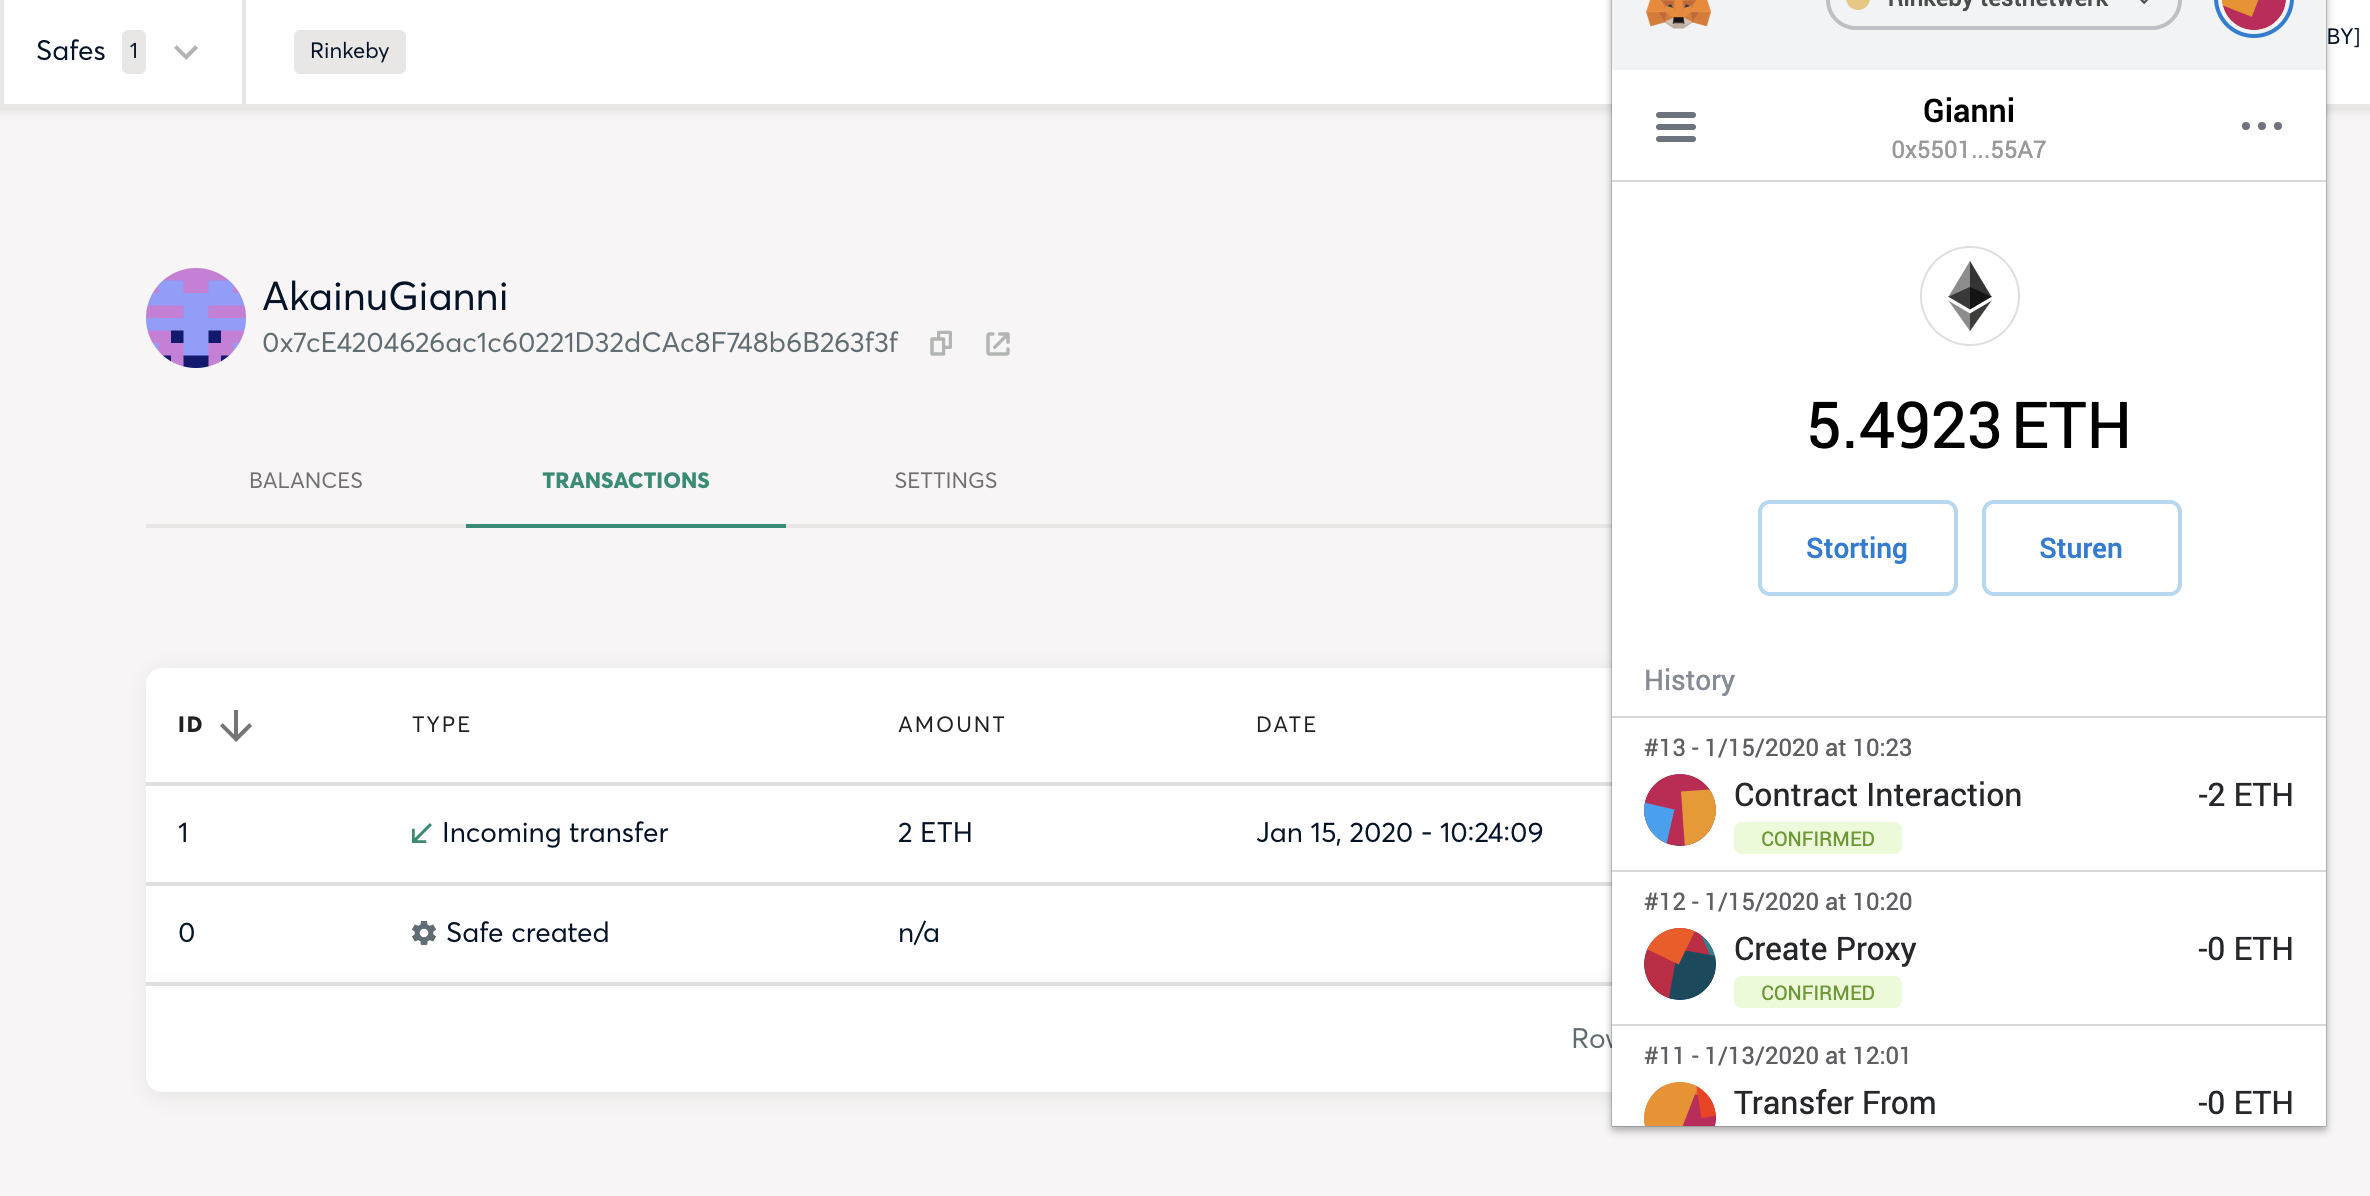 Safes 1
Rinkeby
AkainuGianni
0x7cE4204626ac1c60221D32dCAc8F748b6B263f3f
BALANCES TRANSACTIONS SETTINGS
ID TYPE AMOUNT DATE
1 Incoming transfer 2 ETH Jan 15, 2020 - 10:24:09
0 Safe created n/a
Rinkeby testnetwerk
BY]
Gianni
0x5501...55A7
5.4923 ETH
Storting Sturen
History
#13 - 1/15/2020 at 10:23
Contract Interaction -2 ETH
CONFIRMED
#12 - 1/15/2020 at 10:20
Create Proxy -0 ETH
CONFIRMED
#11 - 1/13/2020 at 12:01
Transfer From -0 ETH